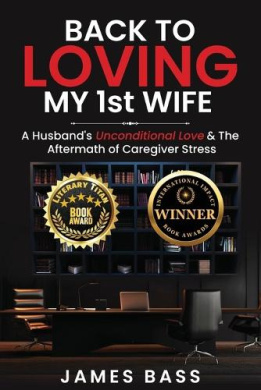 BACK TO
LOVING
MY 1st WIFE
A Husband's Unconditional Love & The
Aftermath of Caregiver Stress
LITERARY TITAN
BOOK
AWARD
INTERNATIONAL IMPACT
WINNER
BOOK AWARDS
JAMES BASS